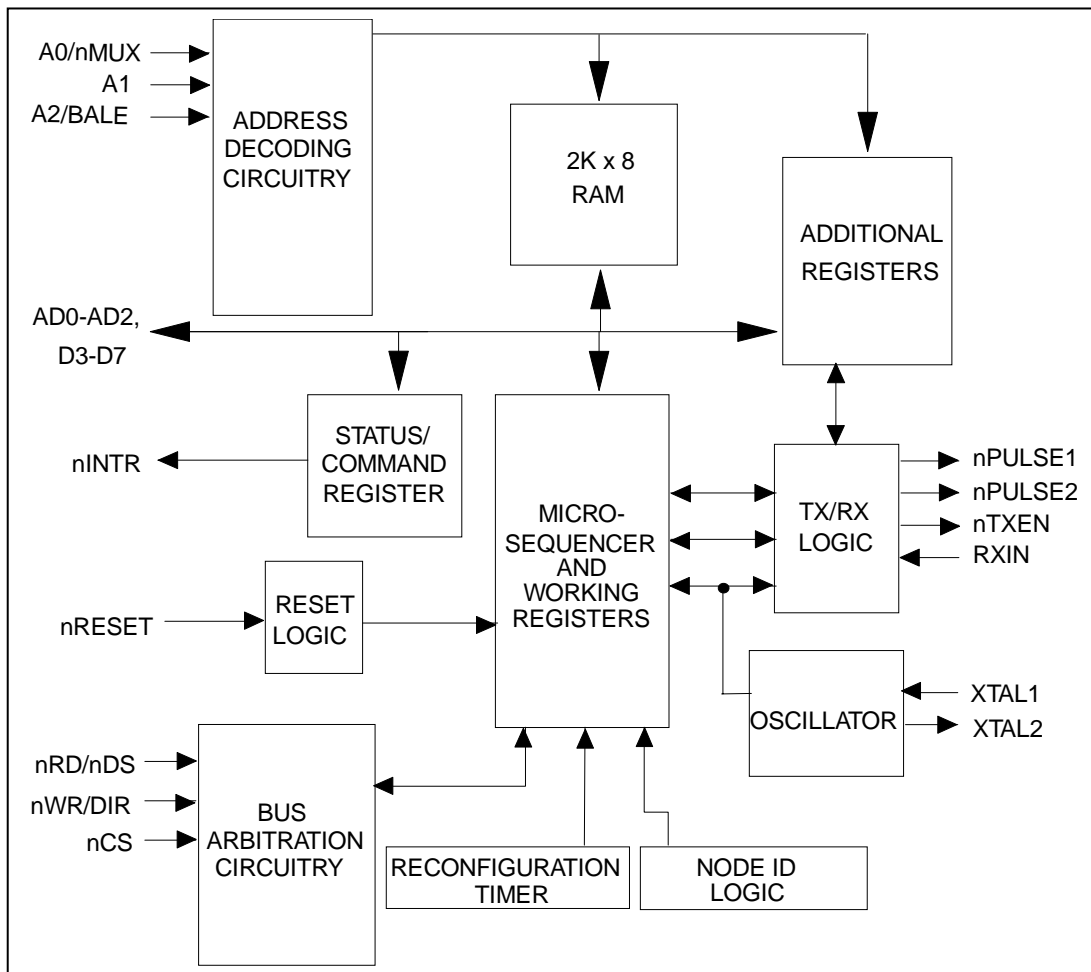 A0/nMUX
A1
A2/BALE
ADDRESS
DECODING
CIRCUITRY
2K x 8
RAM
ADDITIONAL
REGISTERS
AD0-AD2,
D3-D7
nINTR
STATUS/
COMMAND
REGISTER
MICRO-
SEQUENCER
AND
WORKING
REGISTERS
TX/RX
LOGIC
nPULSE1
nPULSE2
nTXEN
RXIN
nRESET
RESET
LOGIC
OSCILLATOR
XTAL1
XTAL2
nRD/nDS
nWR/DIR
nCS
BUS
ARBITRATION
CIRCUITRY
RECONFIGURATION
TIMER
NODE ID
LOGIC